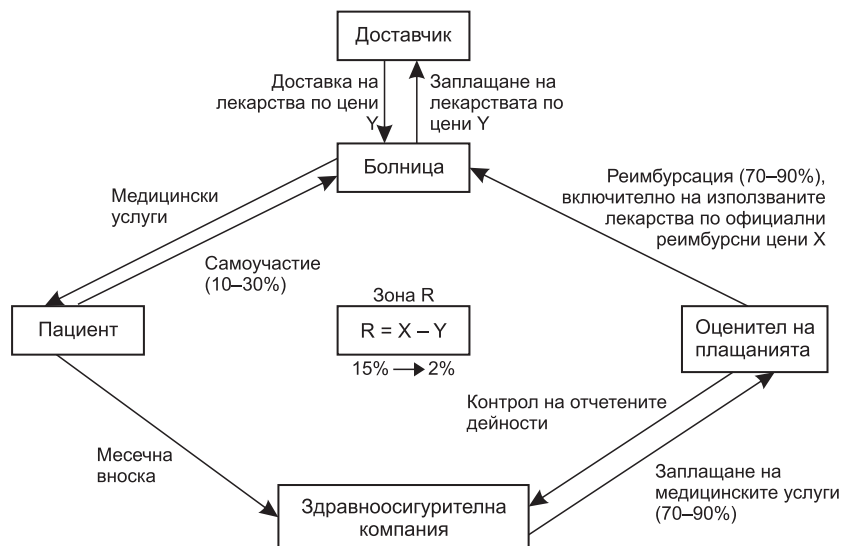 Доставчик
Доставка на
лекарства по цени
Y
Заплащане на
лекарствата по
цени Y
Болница
Медицински
услуги
Реимбурсация (70–90%),
включително на използваните
лекарства по официални
реимбурсни цени X
Самоучастие
(10–30%)
Зона R
Пациент
R = X – Y
Оценител на
плащанията
15% → 2%
Контрол на отчетените
дейности
Месечна
вноска
Заплащане на
медицинските услуги
(70–90%)
Здравноосигурителна
компания